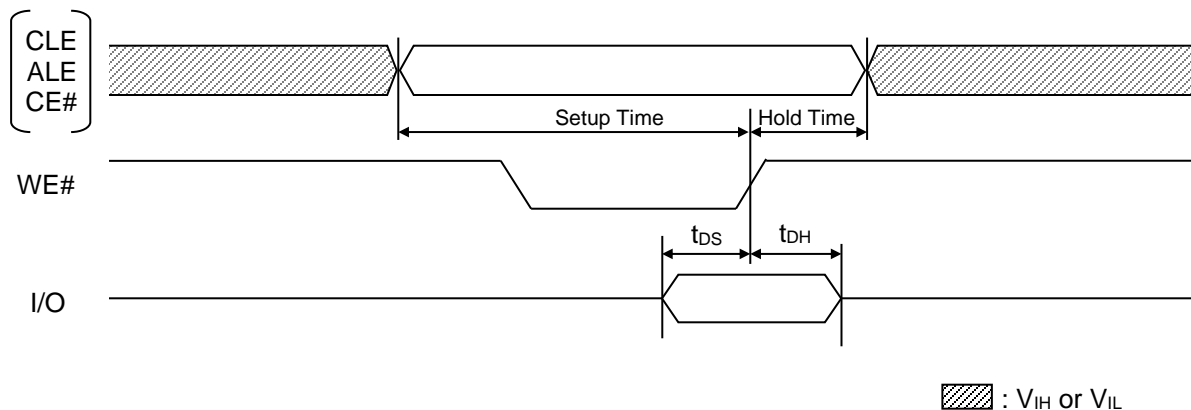 CLE
ALE
CE#
Setup Time
Hold Time
WE#
tDS
tDH
I/O
: VIH or VIL